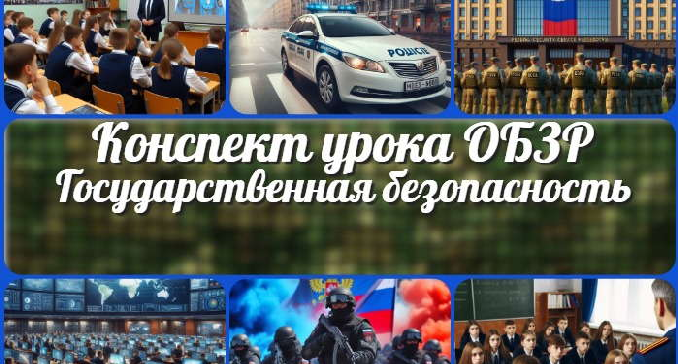 Конспект урока ОБЗР
Государственная безопасность